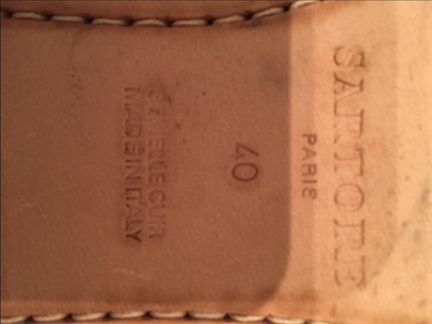 SARTORE
PARIS
40
SEMELLE CUIR
MADE IN ITALY